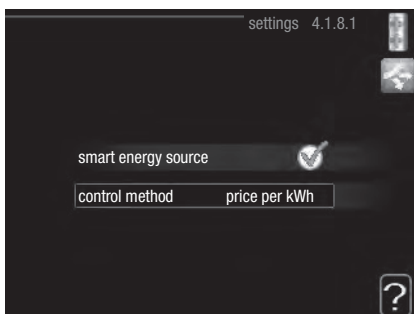 settings 4.1.8.1
smart energy source
control method price per kWh
?